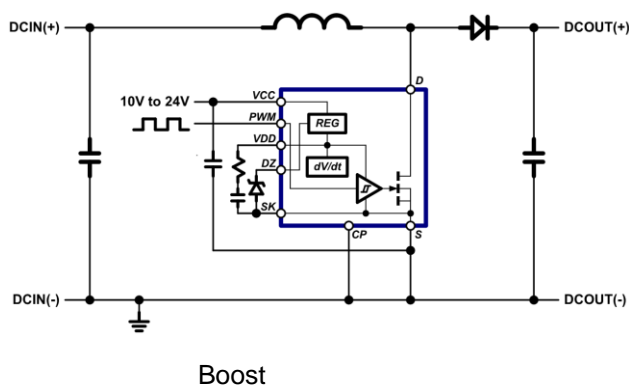 DCIN(+)
DCOUT(+)
D
10V to 24V
VCC
PWM
REG
VDD
dV/dt
DZ
SK
CP
S
DCIN(-)
DCOUT(-)
Boost